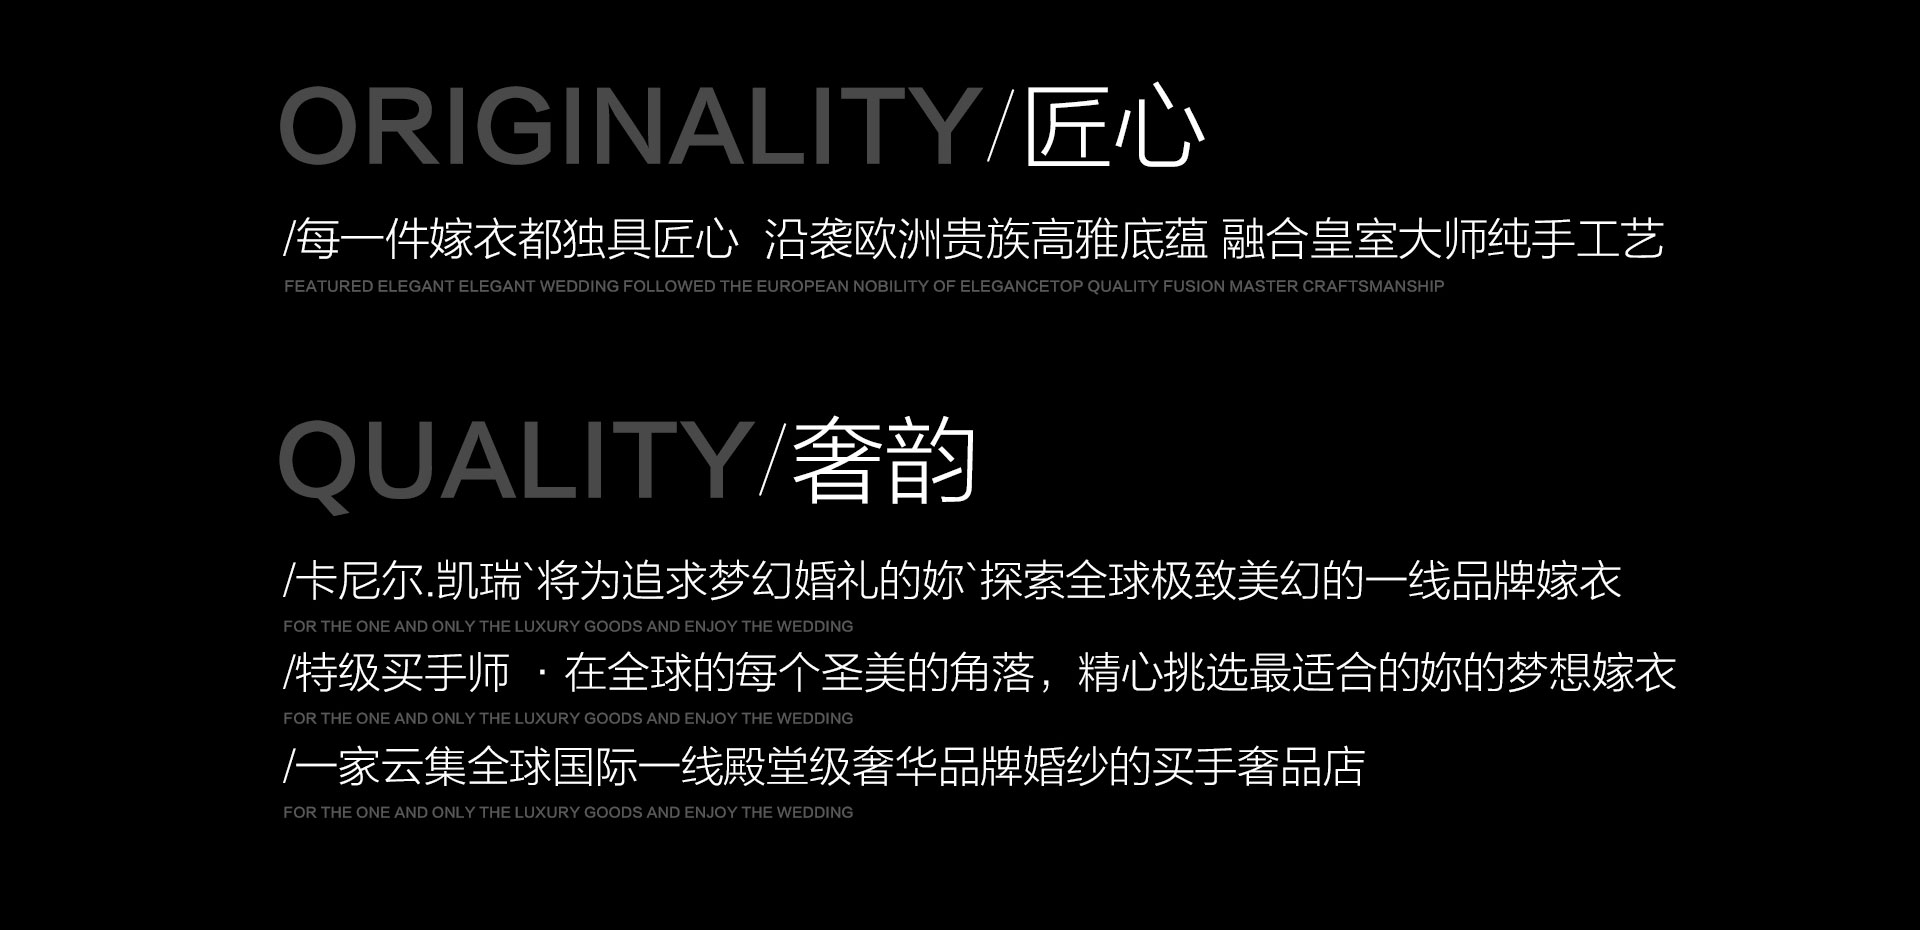 ORIGINALITY/匠心
/每一件嫁衣都独具匠心 沿袭欧洲贵族高雅底蕴 融合皇室大师纯手工艺
FEATURED ELEGANT ELEGANT WEDDING FOLLOWED THE EUROPEAN NOBILITY OF ELEGANCETOP QUALITY FUSION MASTER CRAFTSMANSHIP
QUALITY/奢韵
/卡尼尔.凯瑞`将为追求梦幻婚礼的妳`探索全球极致美幻的一线品牌嫁衣
FOR THE ONE AND ONLY THE LUXURY GOODS AND ENJOY THE WEDDING
/特级买手师 · 在全球的每个圣美的角落，精心挑选最适合的妳的梦想嫁衣
FOR THE ONE AND ONLY THE LUXURY GOODS AND ENJOY THE WEDDING
/一家云集全球国际一线殿堂级奢华品牌婚纱的买手奢品店
FOR THE ONE AND ONLY THE LUXURY GOODS AND ENJOY THE WEDDING